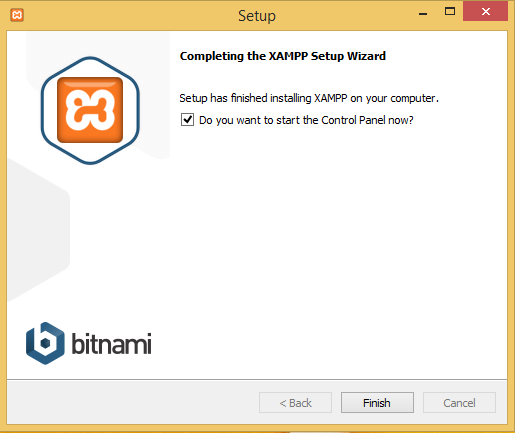 Setup
Completing the XAMPP Setup Wizard
Setup has finished installing XAMPP on your computer.
Do you want to start the Control Panel now?
bitnami
< Back
Finish
Cancel